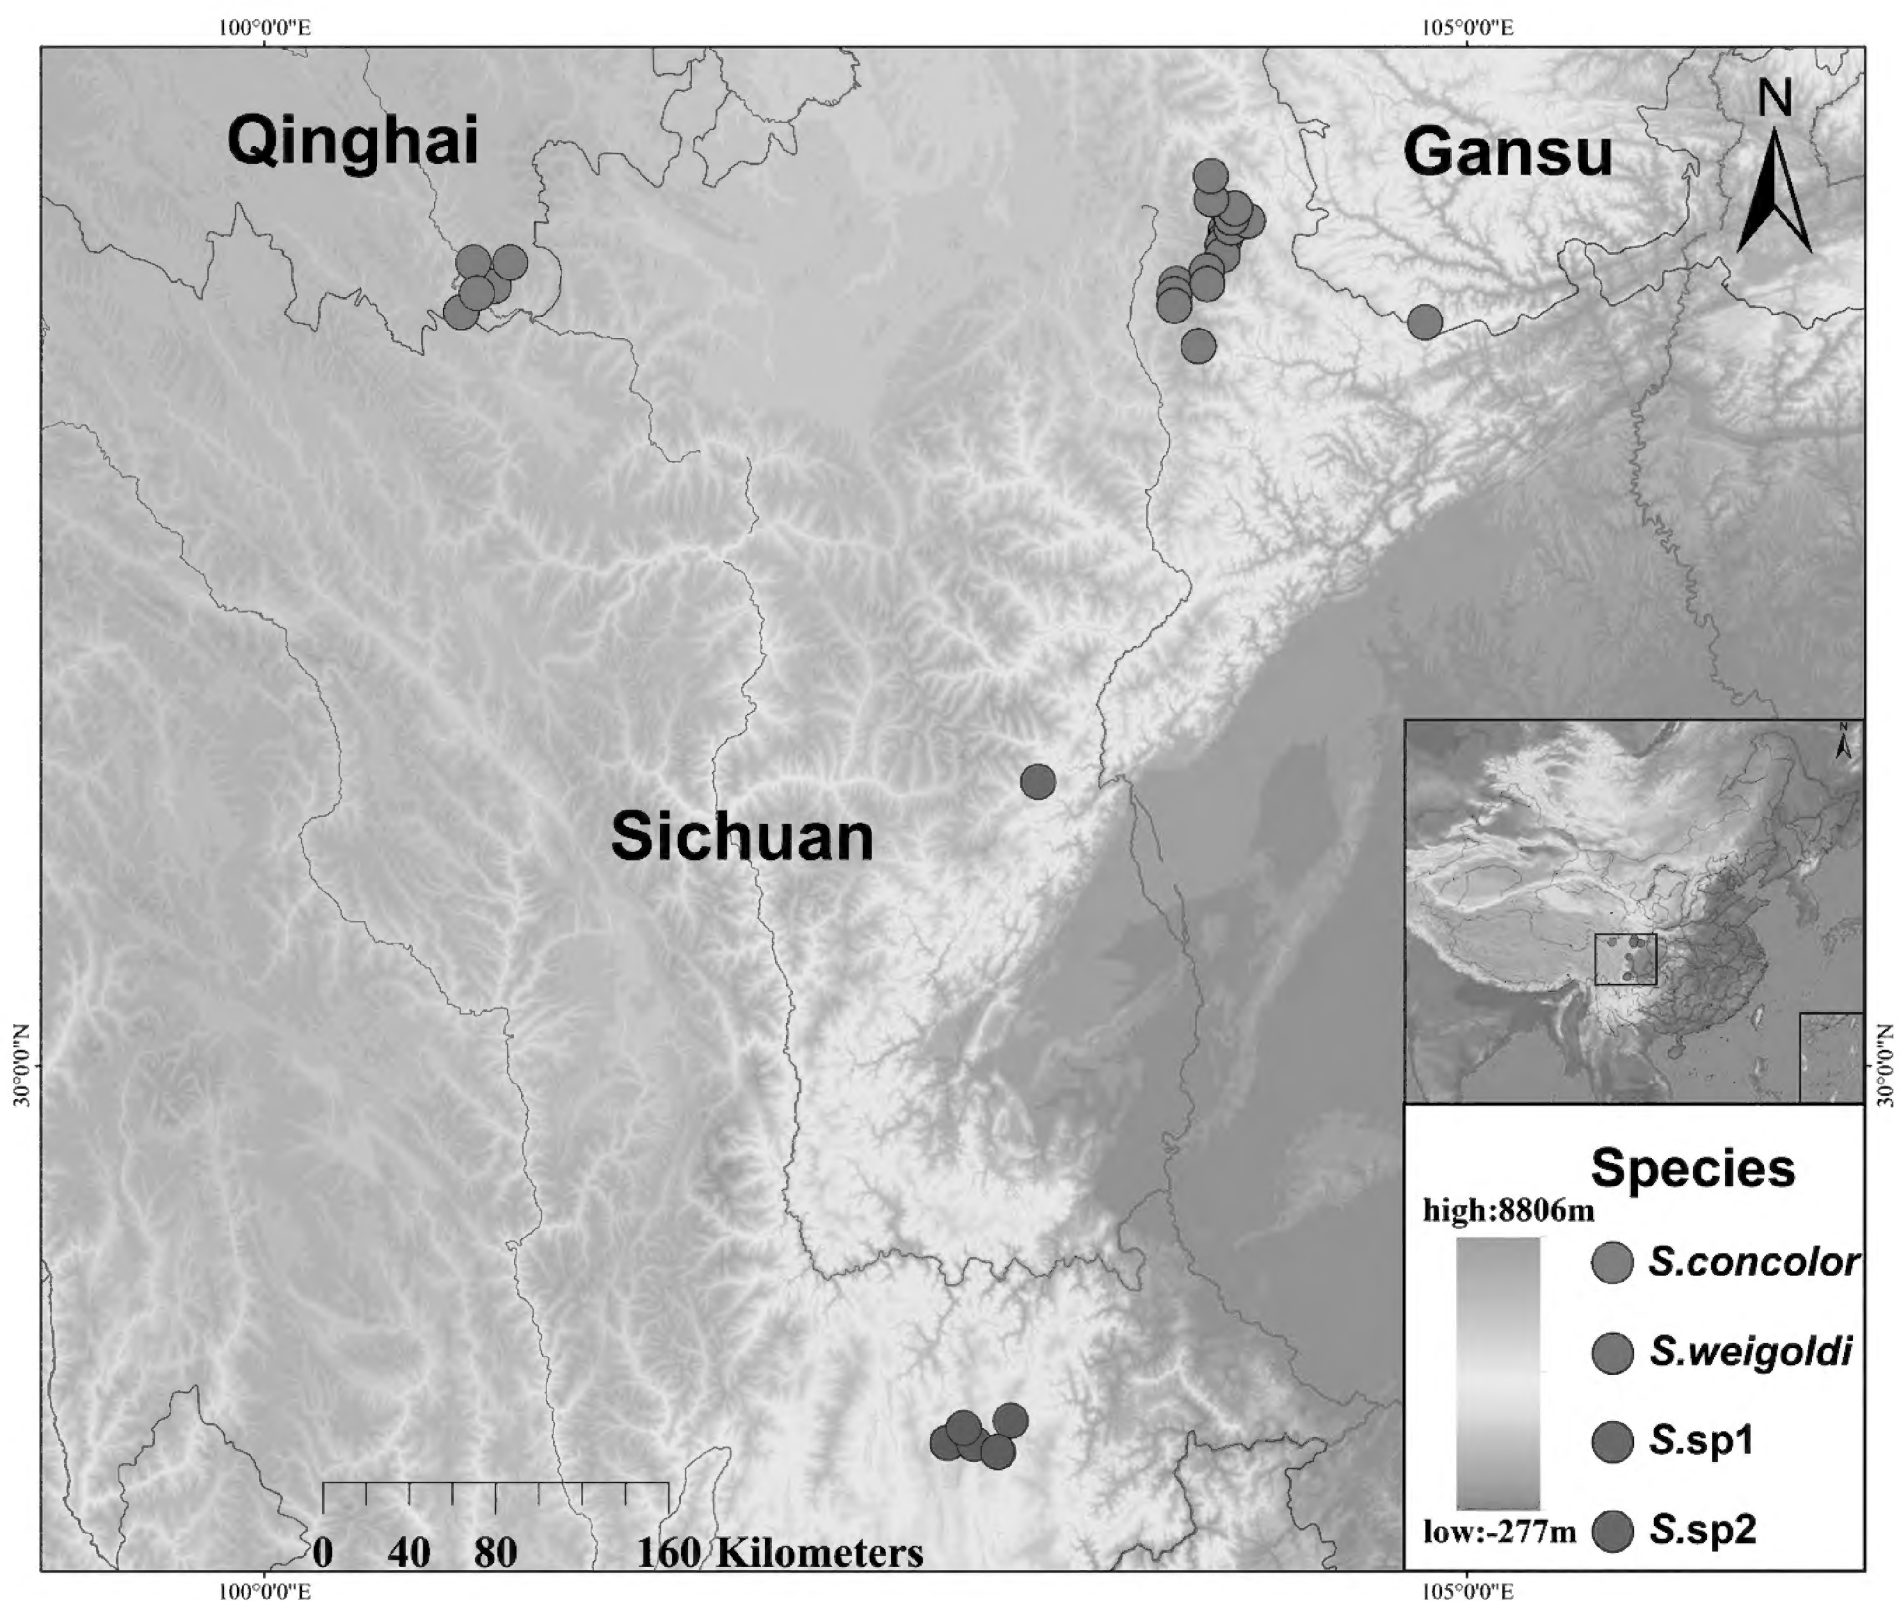 100°0'0"E
105°0'0"E
Qinghai
Gansu
N
Sichuan
N
30°0'0"N
30°0'0"N
Species
high:8806m
S.concolor
S.weigoldi
S.sp1
low:-277m
S.sp2
0 40 80 160 Kilometers
100°0'0"E
105°0'0"E